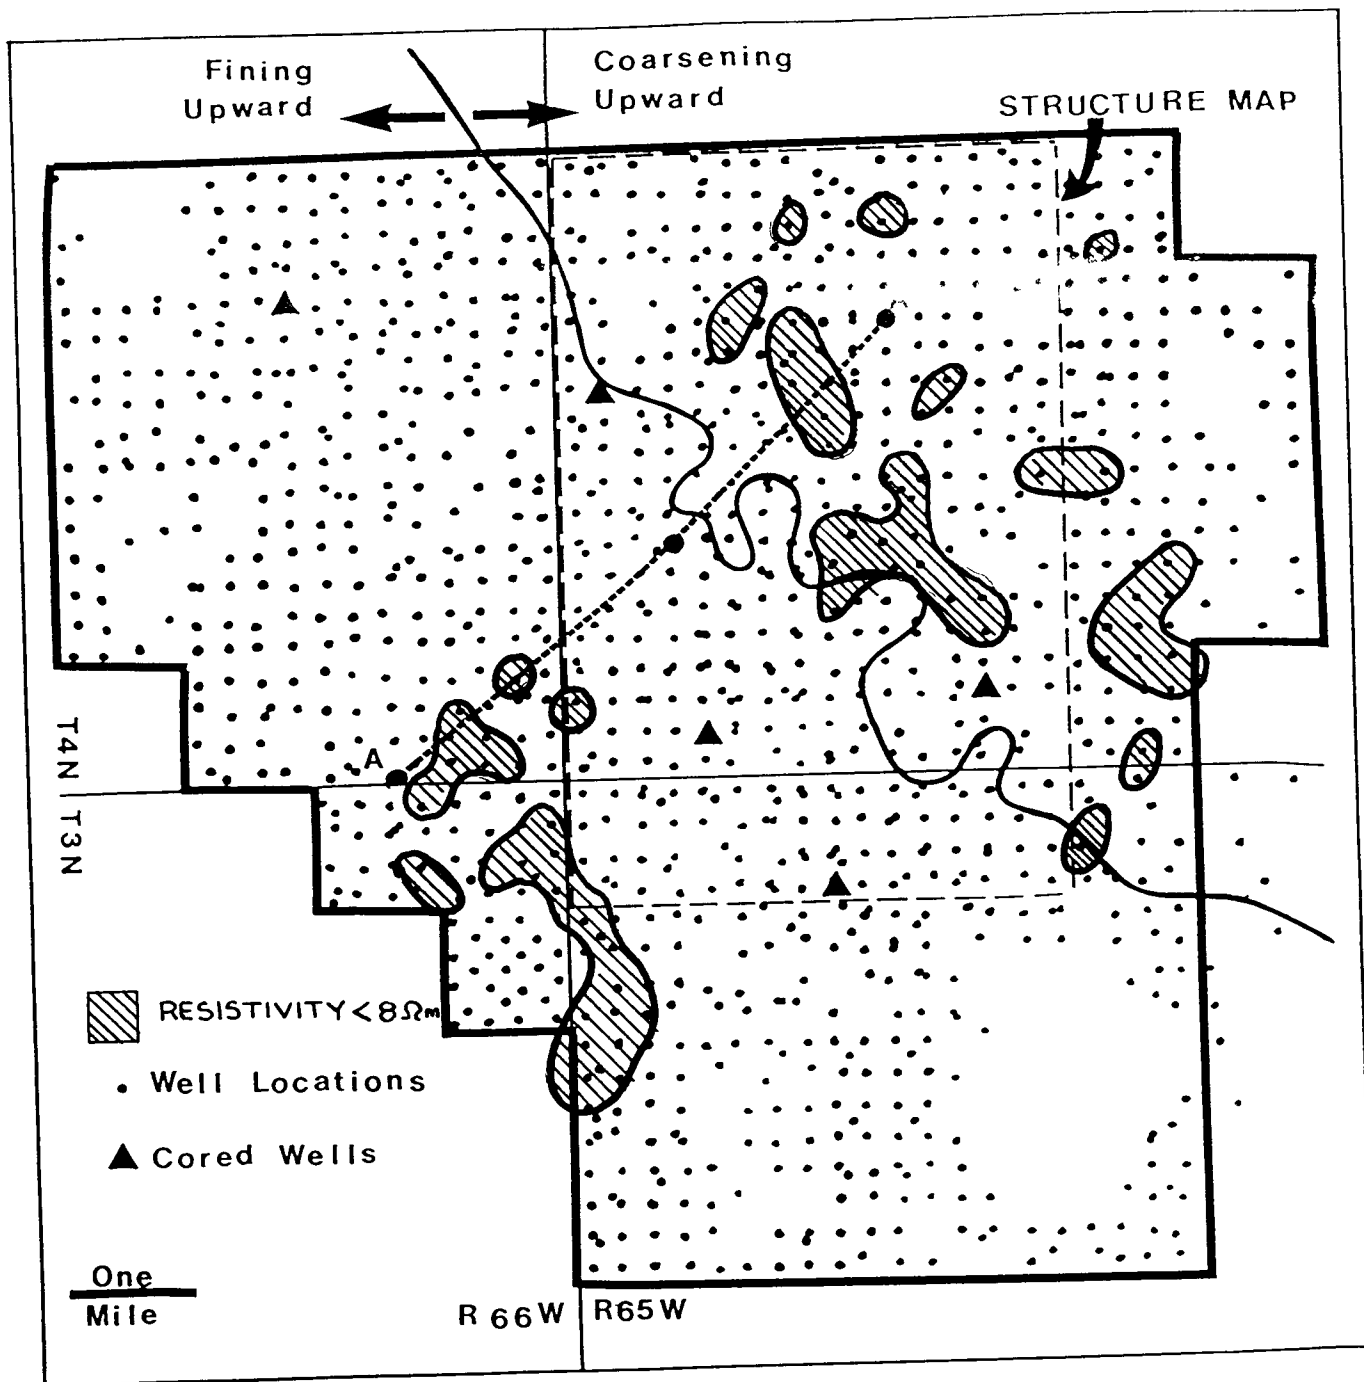 Fining
Upward
Coarsening
Upward
STRUCTURE MAP
A
T4N
T3N
RESISTIVITY<8Ωm
Well Locations
Cored Wells
One
Mile
R 66W
R65W